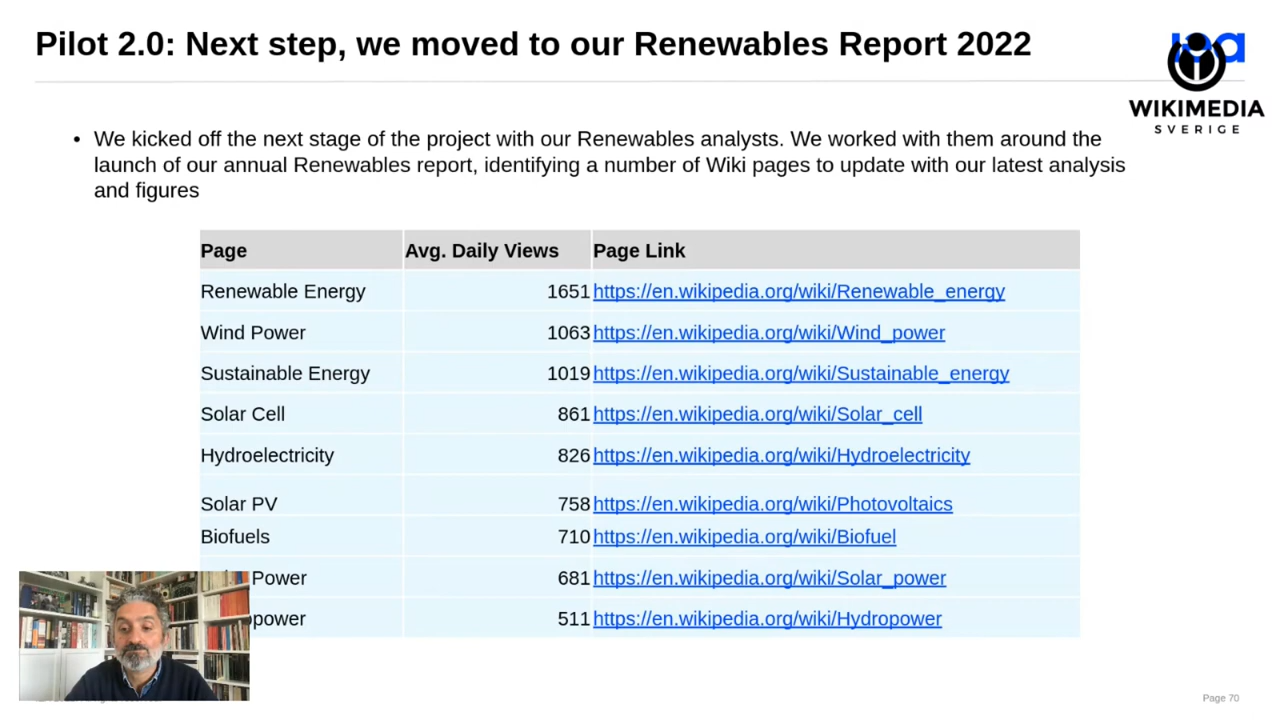 Pilot 2.0: Next step, we moved to our Renewables Report 2022
WIKIMEDIA
SVERIGE
• We kicked off the next stage of the project with our Renewables analysts. We worked with them around the
launch of our annual Renewables report, identifying a number of Wiki pages to update with our latest analysis
and figures
Page Avg. Daily Views Page Link
Renewable Energy 1651 https://en.wikipedia.org/wiki/Renewable_energy
Wind Power 1063 https://en.wikipedia.org/wiki/Wind_power
Sustainable Energy 1019 https://en.wikipedia.org/wiki/Sustainable_energy
Solar Cell 861 https://en.wikipedia.org/wiki/Solar_cell
Hydroelectricity 826 https://en.wikipedia.org/wiki/Hydroelectricity
Solar PV 758 https://en.wikipedia.org/wiki/Photovoltaics
Biofuels 710 https://en.wikipedia.org/wiki/Biofuel
Power 681 https://en.wikipedia.org/wiki/Solar_power
power 511 https://en.wikipedia.org/wiki/Hydropower
Page 70